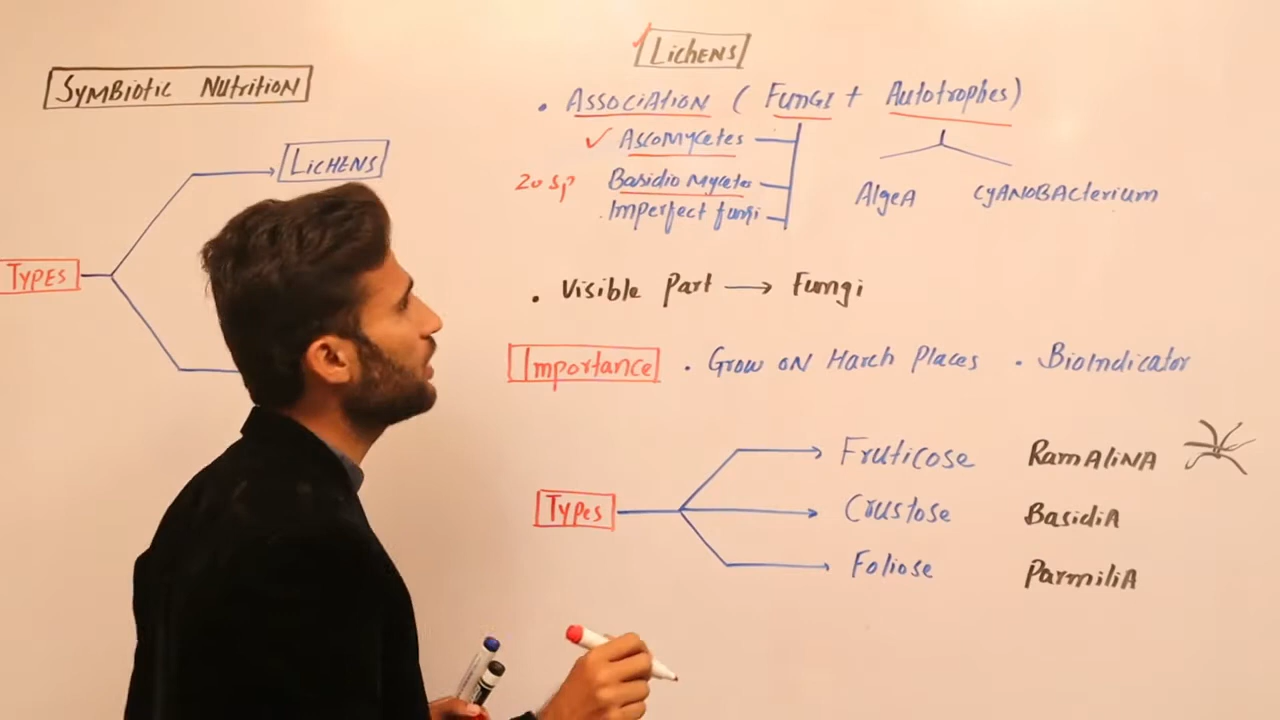 Symbiotic Nutrition
Lichens
Types
Lichens
. Association ( Fungi + Autotrophes)
Ascomycetes
20 sp Basidio Mycetes
. Imperfect fungi
AlgeA CyanoBActerium
. Visible Part → Fungi
Importance . Grow on Harch Places . BioIndicator
Types
Fruticose RamAlinA
Crustose BasidiA
Foliose ParmiliA